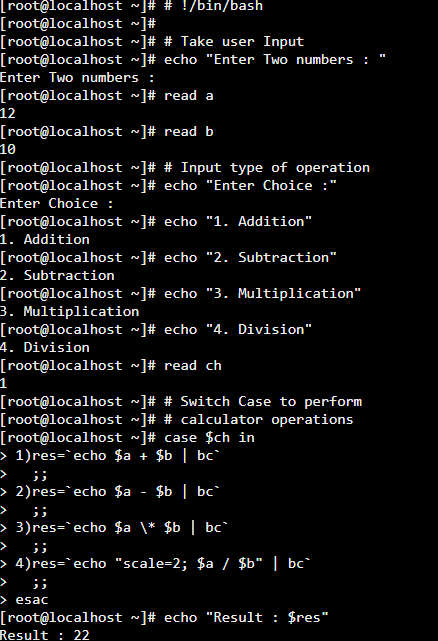 [root@localhost ~]# # !/bin/bash
[root@localhost ~]#
[root@localhost ~]# # Take user Input
[root@localhost ~]# echo "Enter Two numbers : "
Enter Two numbers :
[root@localhost ~]# read a
12
[root@localhost ~]# read b
10
[root@localhost ~]# # Input type of operation
[root@localhost ~]# echo "Enter Choice :"
Enter Choice :
[root@localhost ~]# echo "1. Addition"
1. Addition
[root@localhost ~]# echo "2. Subtraction"
2. Subtraction
[root@localhost ~]# echo "3. Multiplication"
3. Multiplication
[root@localhost ~]# echo "4. Division"
4. Division
[root@localhost ~]# read ch
1
[root@localhost ~]# # Switch Case to perform
[root@localhost ~]# # calculator operations
[root@localhost ~]# case $ch in
> 1)res=`echo $a + $b | bc`
>   ;;
> 2)res=`echo $a - $b | bc`
>   ;;
> 3)res=`echo $a \* $b | bc`
>   ;;
> 4)res=`echo "scale=2; $a / $b" | bc`
>   ;;
> esac
[root@localhost ~]# echo "Result : $res"
Result : 22